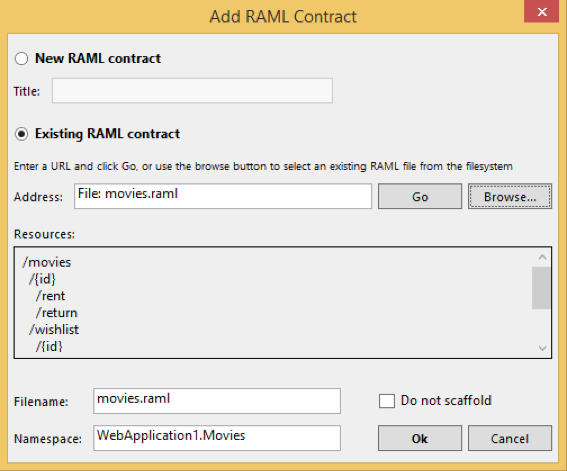 Add RAML Contract
New RAML contract
Title:
Existing RAML contract
Enter a URL and click Go, or use the browse button to select an existing RAML file from the filesystem
Address: File: movies.raml Go Browse...
Resources:
/movies
/{id}
/rent
/return
/wishlist
/{id}
Filename: movies.raml Do not scaffold
Namespace: WebApplication1.Movies Ok Cancel